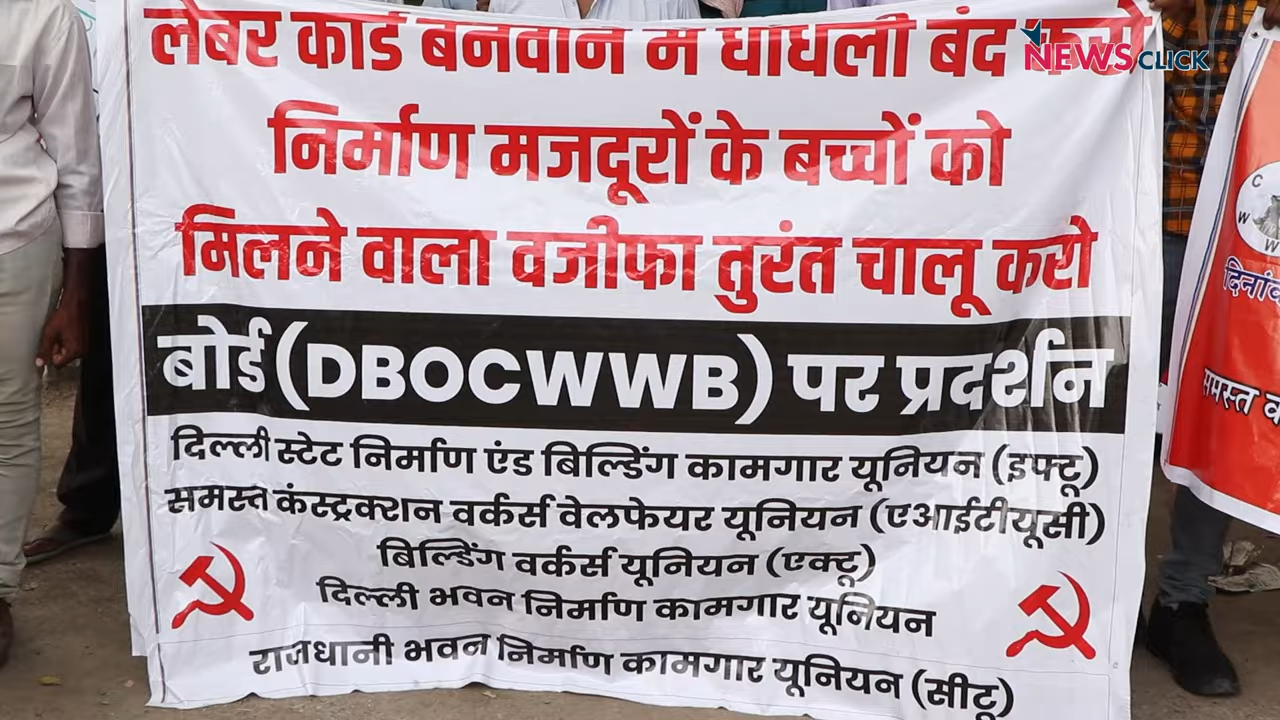 लेबर कार्ड बनवाने में धांधली बंद करो
निर्माण मजदूरों के बच्चों को
मिलने वाला वजीफा तुरंत चालू करो
बोर्ड (DBOCWWB) पर प्रदर्शन
दिल्ली स्टेट निर्माण एंड बिल्डिंग कामगार यूनियन (इफ्टू)
समस्त कंस्ट्रक्शन वर्कर्स वेलफेयर यूनियन (एआईटीयूसी)
बिल्डिंग वर्कर्स यूनियन (एक्टू)
दिल्ली भवन निर्माण कामगार यूनियन
राजधानी भवन निर्माण कामगार यूनियन (सीटू)
NEWSCLICK
C
W
W
समस्त